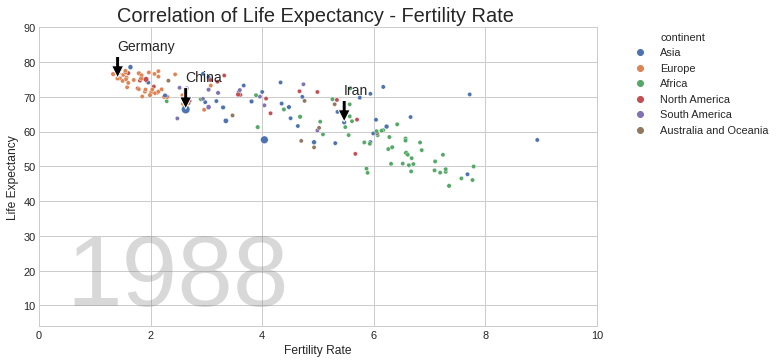 Correlation of Life Expectancy - Fertility Rate
90
80
70
60
50
40
30
20
10
0
2
4
6
8
10
Life Expectancy
Fertility Rate
Germany
China
Iran
1988
continent
Asia
Europe
Africa
North America
South America
Australia and Oceania